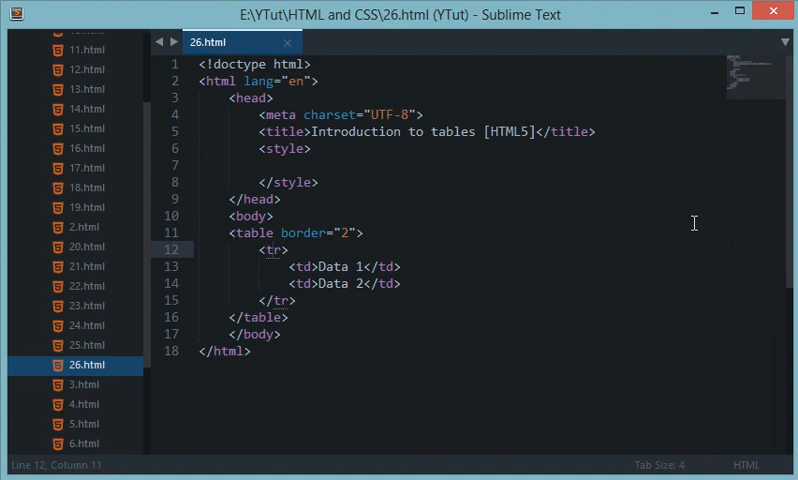 E:\YTut\HTML and CSS\26.html (YTut) - Sublime Text
11.html
12.html
13.html
14.html
15.html
16.html
17.html
18.html
19.html
2.html
20.html
21.html
22.html
23.html
24.html
25.html
26.html
3.html
4.html
5.html
6.html
26.html
1 <!doctype html>
2 <html lang="en">
3 <head>
4 <meta charset="UTF-8">
5 <title>Introduction to tables [HTML5]</title>
6 <style>
7
8 </style>
9 </head>
10 <body>
11 <table border="2">
12 <tr>
13 <td>Data 1</td>
14 <td>Data 2</td>
15 </tr>
16 </table>
17 </body>
18 </html>
Line 12, Column 11
Tab Size: 4
HTML